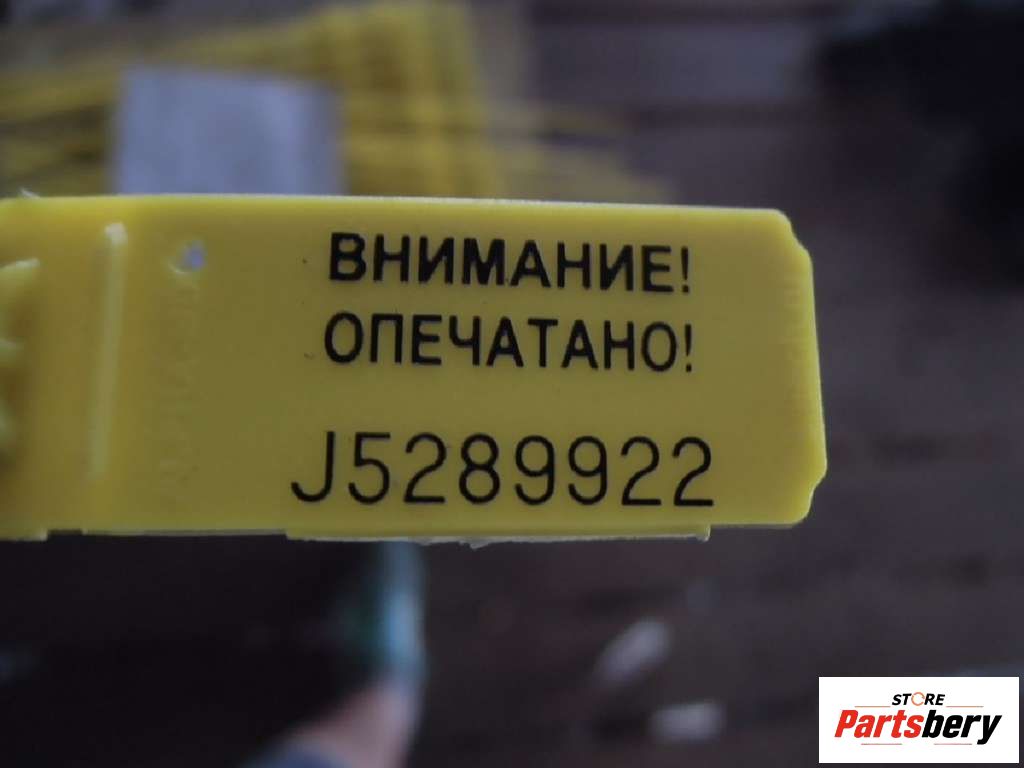 ВНИМАНИЕ!
ОПЕЧАТАНО!
J5289922
STORE
Partsbery